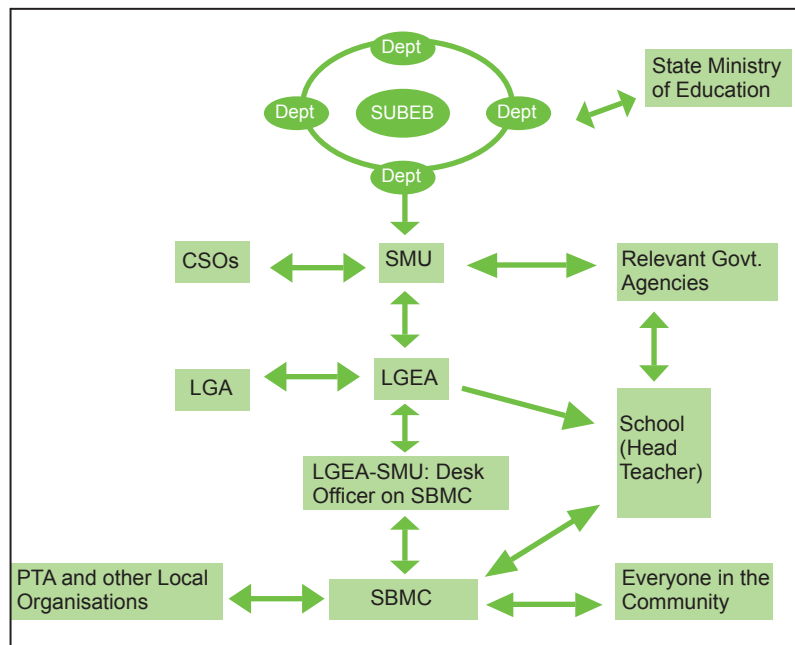 Dept
State Ministry
of Education
Dept
SUBEB
Dept
Dept
CSOs
SMU
Relevant Govt.
Agencies
LGA
LGEA
School
(Head
Teacher)
LGEA-SMU: Desk
Officer on SBMC
PTA and other Local
Organisations
SBMC
Everyone in the
Community